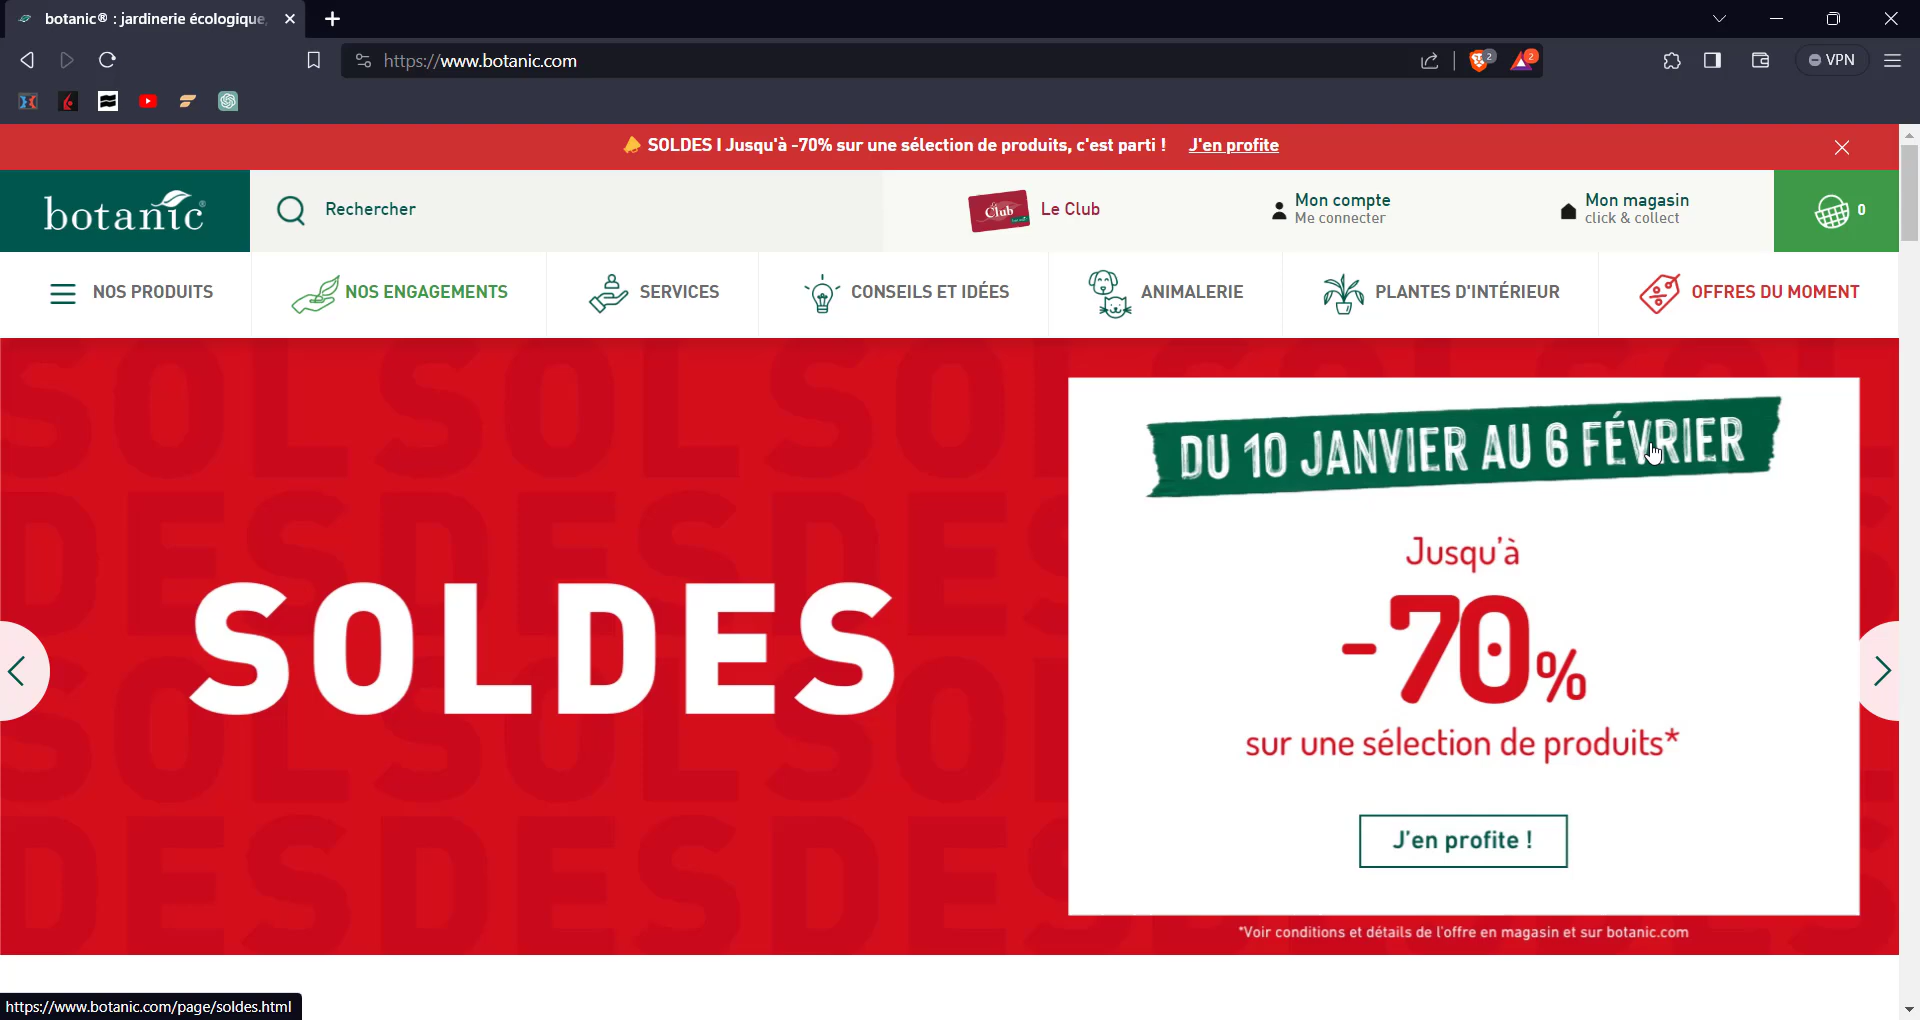 botanic® : jardinerie écologique,
https://www.botanic.com
2
2
VPN
SOLDES I Jusqu'à -70% sur une sélection de produits, c'est parti ! J'en profite
botanic®
Rechercher
Club
Le Club
Mon compte
Me connecter
Mon magasin
click & collect
0
NOS PRODUITS
NOS ENGAGEMENTS
SERVICES
CONSEILS ET IDÉES
ANIMALERIE
PLANTES D'INTÉRIEUR
OFFRES DU MOMENT
SOLDES
DU 10 JANVIER AU 6 FÉVRIER
Jusqu'à
-70%
sur une sélection de produits*
J'en profite !
*Voir conditions et détails de l'offre en magasin et sur botanic.com
https://www.botanic.com/page/soldes.html